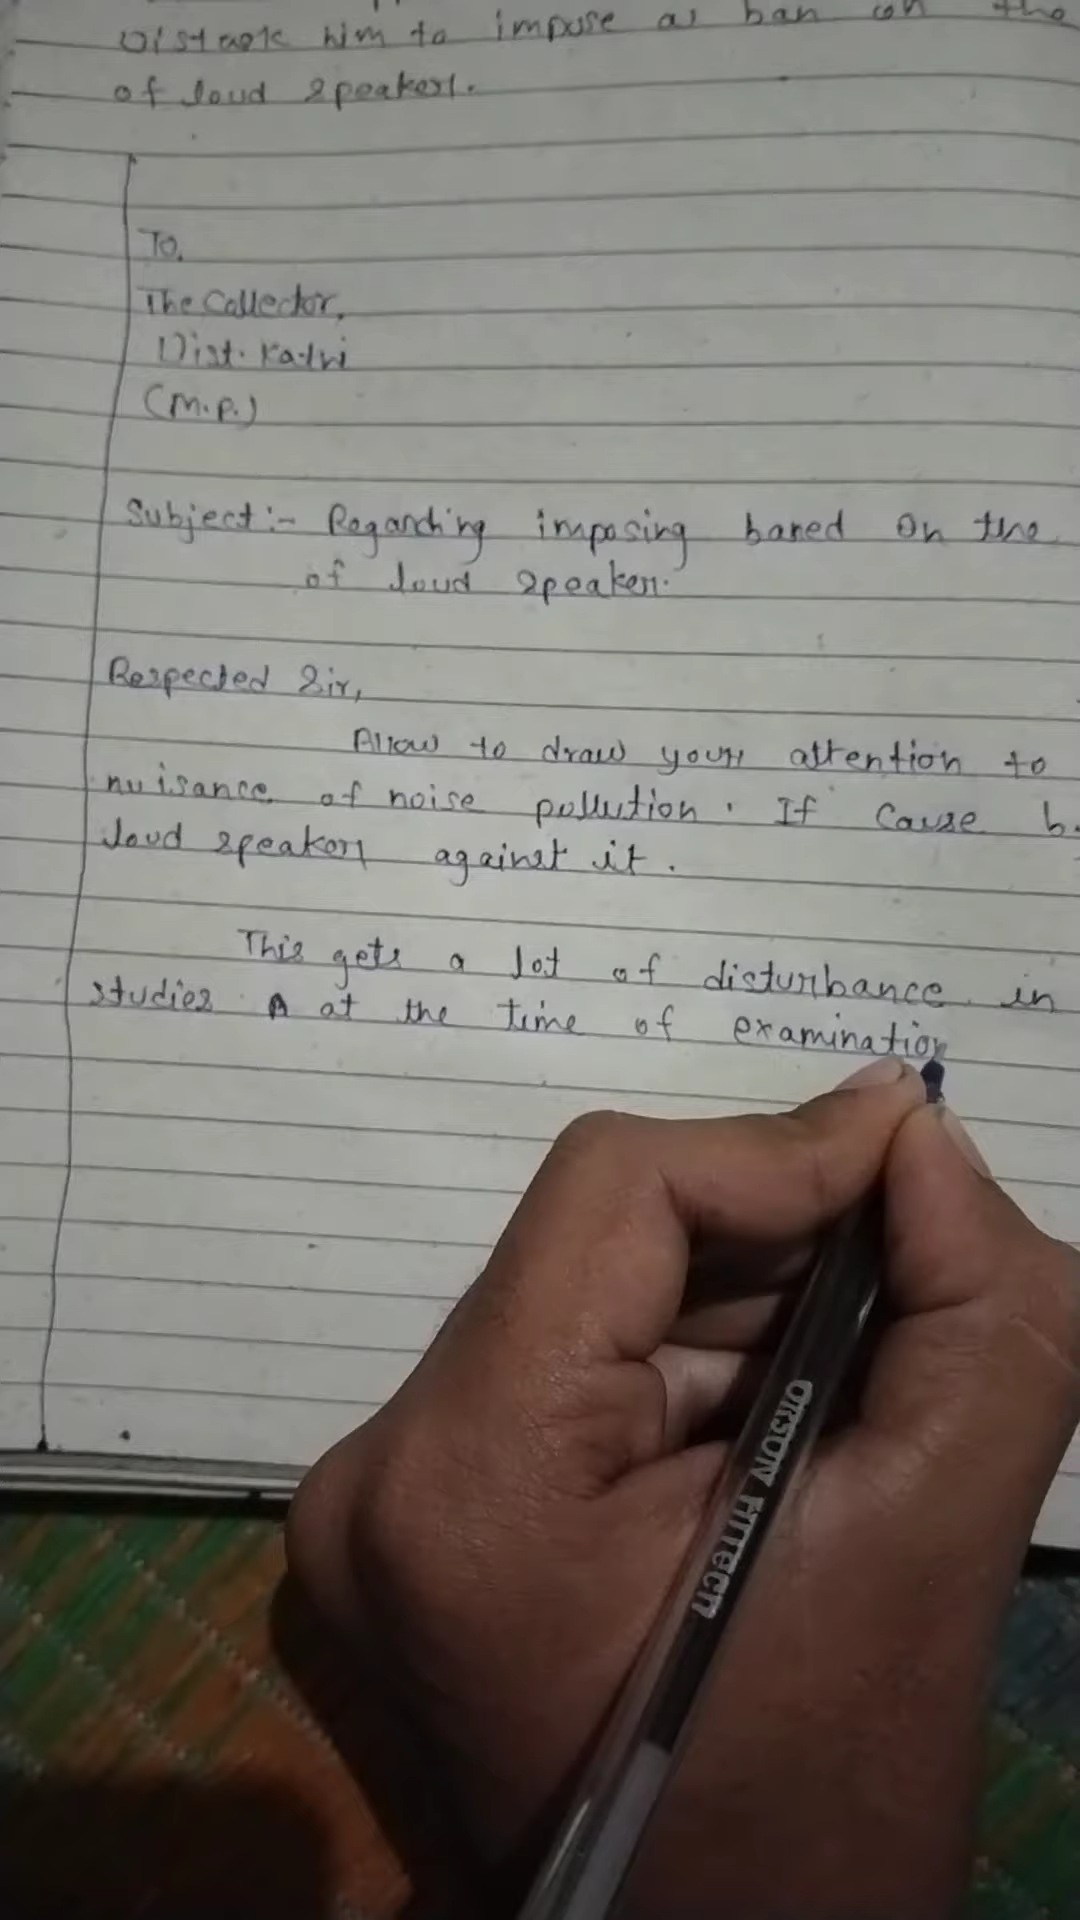 him to impose a ban on the
of loud speaker.
To,
The Collector,
Dist. Katni
(M.P.)
Subject:- Regarding imposing baned on the
of loud speaker.
Respected Sir,
Allow to draw your attention to
nuisance of noise pollution. If cause
loud speaker against it.
This gets a lot of disturbance in
studies at the time of examination
ORSON HITECH